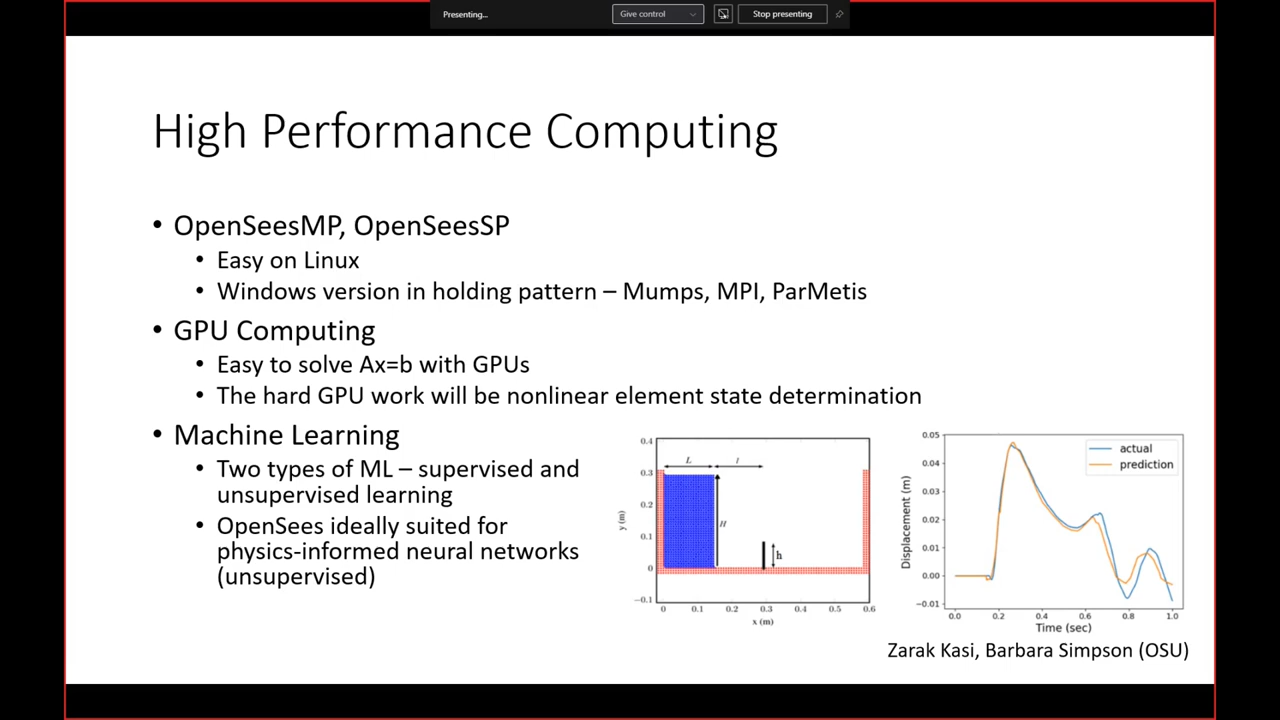 Presenting...
Give control
Stop presenting
High Performance Computing
• OpenSeesMP, OpenSeesSP
• Easy on Linux
• Windows version in holding pattern – Mumps, MPI, ParMetis
• GPU Computing
• Easy to solve Ax=b with GPUs
• The hard GPU work will be nonlinear element state determination
• Machine Learning
• Two types of ML – supervised and
unsupervised learning
• OpenSees ideally suited for
physics-informed neural networks
(unsupervised)
0.4
0.3
0.2
0.1
0
−0.1
y (m)
L
l
H
h
0
0.1
0.2
0.3
0.4
0.5
0.6
x (m)
0.05
0.04
0.03
0.02
0.01
0.00
−0.01
Displacement (m)
actual
prediction
0.0
0.2
0.4
0.6
0.8
1.0
Time (sec)
Zarak Kasi, Barbara Simpson (OSU)